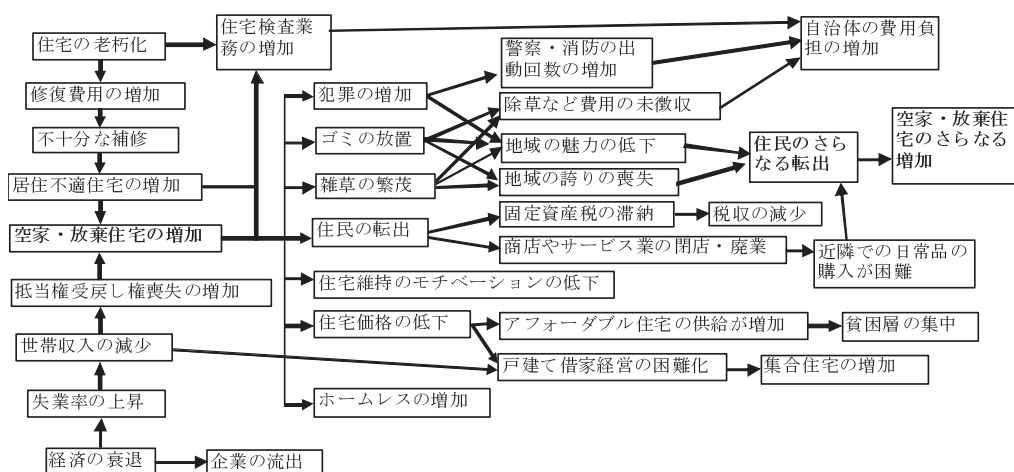 住宅の老朽化
修復費用の増加
不十分な補修
居住不適住宅の増加
空家・放棄住宅の増加
抵当権受戻し権喪失の増加
世帯収入の減少
失業率の上昇
経済の衰退
企業の流出
住宅検査業
務の増加
犯罪の増加
ゴミの放置
雑草の繁茂
住民の転出
住宅維持のモチベーションの低下
住宅価格の低下
ホームレスの増加
警察・消防の出
動回数の増加
除草など費用の未徴収
地域の魅力の低下
地域の誇りの喪失
固定資産税の滞納
商店やサービス業の閉店・廃業
アフォーダブル住宅の供給が増加
戸建て借家経営の困難化
税収の減少
集合住宅の増加
自治体の費用負
担の増加
住民のさら
なる転出
近隣での日常品の
購入が困難
貧困層の集中
空家・放棄住
宅のさらなる
増加